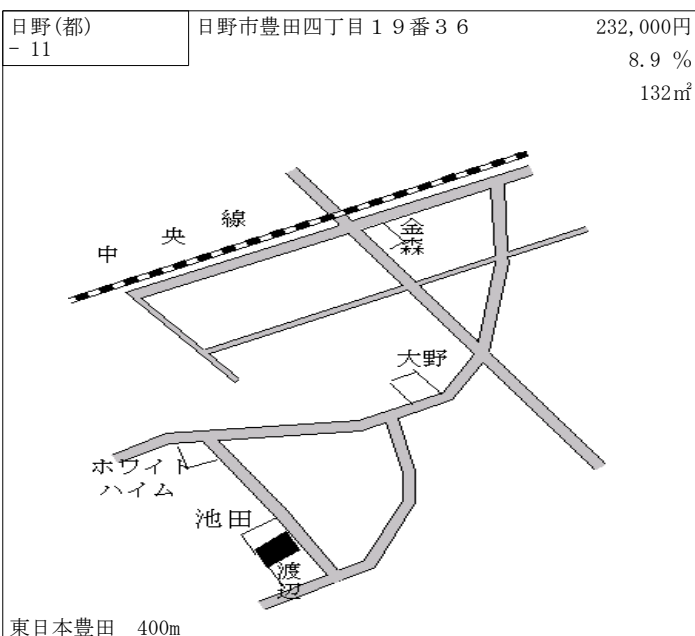 日野(都)
- 11
日野市豊田四丁目１９番３６
232,000円
8.9 %
132㎡
中央線
金森
大野
ホワイト
ハイム
池田
渡辺
東日本豊田 400m